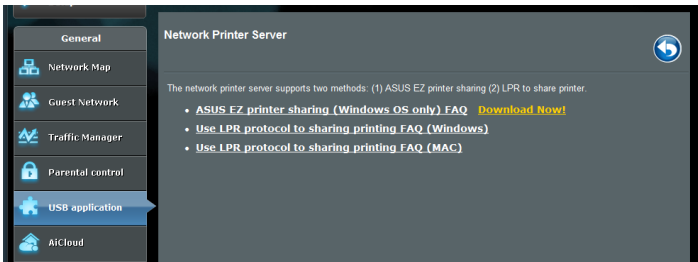 General
Network Map
Guest Network
Traffic Manager
Parental control
USB application
AiCloud
Network Printer Server
The network printer server supports two methods: (1) ASUS EZ printer sharing (2) LPR to share printer.
ASUS EZ printer sharing (Windows OS only) FAQ Download Now!
Use LPR protocol to sharing printing FAQ (Windows)
Use LPR protocol to sharing printing FAQ (MAC)